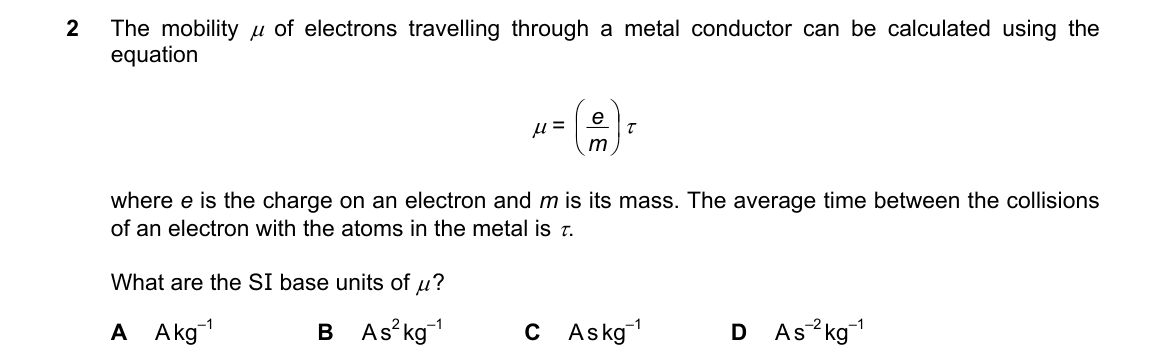 2 The mobility μ of electrons travelling through a metal conductor can be calculated using the
equation
μ = (e/m) τ
where e is the charge on an electron and m is its mass. The average time between the collisions
of an electron with the atoms in the metal is τ.
What are the SI base units of μ?
A A kg⁻¹ B A s² kg⁻¹ C A s kg⁻¹ D A s⁻² kg⁻¹